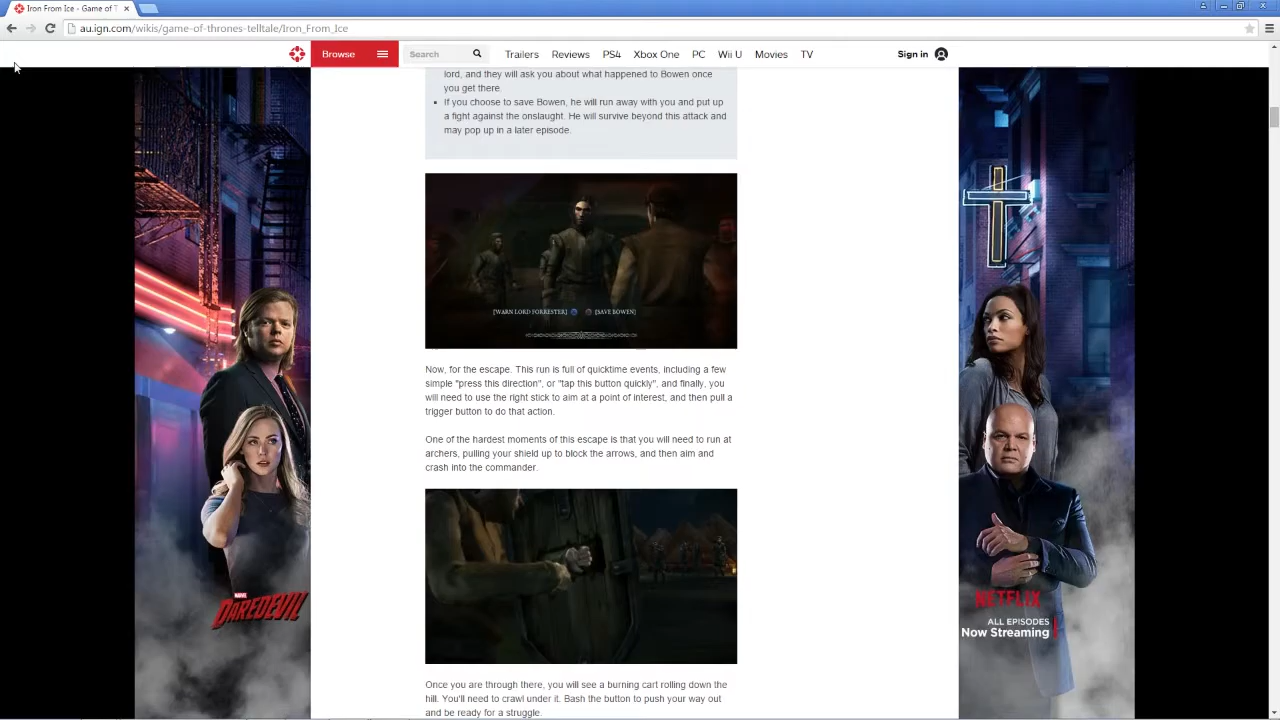 Iron From Ice - Game of T
au.ign.com/wikis/game-of-thrones-telltale/Iron_From_Ice
Browse
Search
Trailers Reviews PS4 Xbox One PC Wii U Movies TV
Sign in
lord, and they will ask you about what happened to Bowen once
you get there.
If you choose to save Bowen, he will run away with you and put up
a fight against the onslaught. He will survive beyond this attack and
may pop up in a later episode.
[WARN LORD FORRESTER] [SAVE BOWEN]
Now, for the escape. This run is full of quicktime events, including a few
simple "press this direction", or "tap this button quickly", and finally, you
will need to use the right stick to aim at a point of interest, and then pull a
trigger button to do that action.
One of the hardest moments of this escape is that you will need to run at
archers, pulling your shield up to block the arrows, and then aim and
crash into the commander.
MARVEL
DAREDEVIL
NETFLIX
ALL EPISODES
Now Streaming
Once you are through there, you will see a burning cart rolling down the
hill. You'll need to crawl under it. Bash the button to push your way out
and be ready for a struggle.